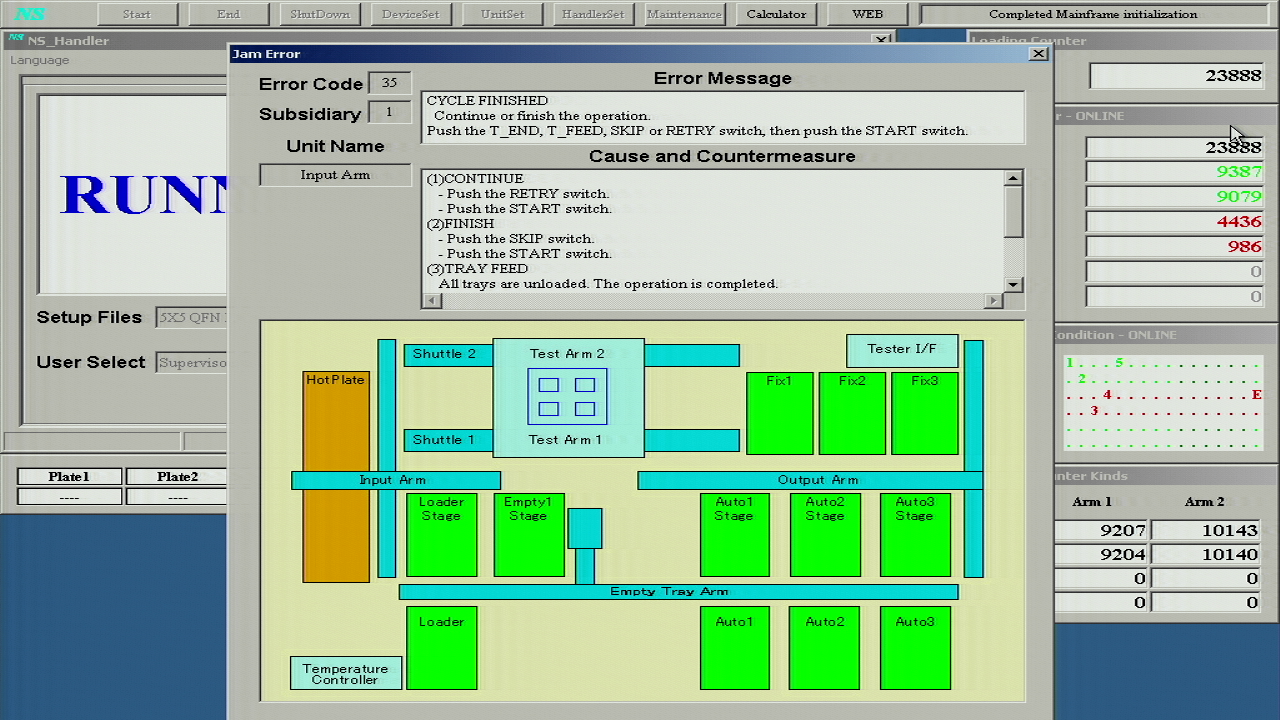 NS
Start
End
ShutDown
DeviceSet
UnitSet
HandlerSet
Maintenance
Calculator
WEB
Completed Mainframe initialization
NS NS_Handler
Language
Setup Files
5X5 QFN
User Select
Plate1
Plate2
----
----
Jam Error
Error Code
35
Subsidiary
1
Unit Name
Input Arm
Error Message
CYCLE FINISHED
Continue or finish the operation.
Push the T_END, T_FEED, SKIP or RETRY switch, then push the START switch.
Cause and Countermeasure
(1)CONTINUE
- Push the RETRY switch.
- Push the START switch.
(2)FINISH
- Push the SKIP switch.
- Push the START switch.
(3)TRAY FEED
All trays are unloaded. The operation is completed.
Shuttle 2
Test Arm 2
Tester I/F
HotPlate
Fix1
Fix2
Fix3
Shuttle 1
Test Arm 1
Input Arm
Output Arm
Loader Stage
Empty1 Stage
Auto1 Stage
Auto2 Stage
Auto3 Stage
Empty Tray Arm
Loader
Auto1
Auto2
Auto3
Temperature Controller
Loading Counter
23888
- ONLINE
23888
9387
9079
4436
986
0
0
- ONLINE
1 . . . 5 . . . . . . . . . . .
. 2 . . . . . . . . . . . . . .
. . . 4 . . . . . . . . . . . E
. . 3 . . . . . . . . . . . . .
. . . . . . . . . . . . . . . .
. . . . . . . . . . . . . . . .
Kinds
Arm 1
Arm 2
9207
10143
9204
10140
0
0
0
0